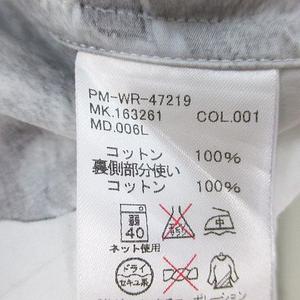 PM-WR-47219
MK.163261 COL.001
MD.006L
コットン 100%
裏側部分使い
コットン 100%
弱
40
中
ネット使用
ドライ
セキユ系